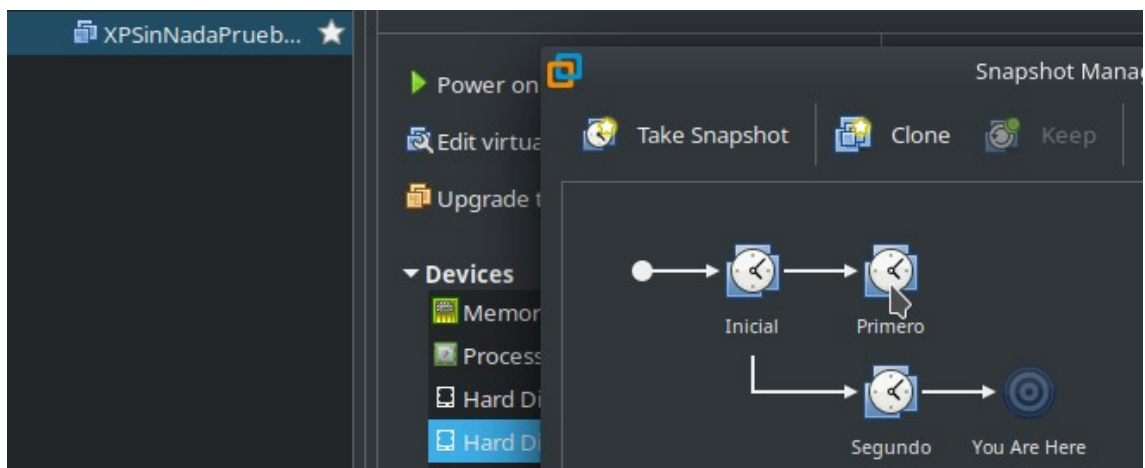 XPSinNadaPrueb...
Power on
Edit virtua
Upgrade t
Devices
Memor
Process
Hard Di
Hard D
Snapshot Manag
Take Snapshot
Clone
Keep
Inicial
Primero
Segundo
You Are Here